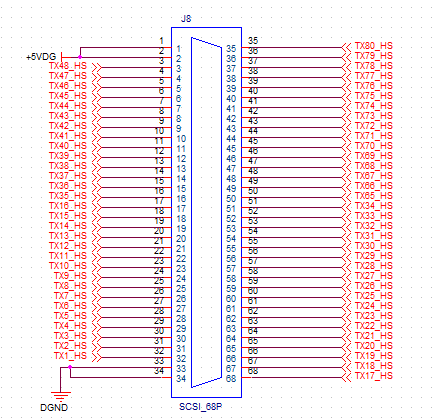 J8
1 1 35 35 TX80_HS
+5VDG 2 2 36 36 TX79_HS
TX48_HS 3 3 37 37 TX78_HS
TX47_HS 4 4 38 38 TX77_HS
TX46_HS 5 5 39 39 TX76_HS
TX45_HS 6 6 40 40 TX75_HS
TX44_HS 7 7 41 41 TX74_HS
TX43_HS 8 8 42 42 TX73_HS
TX42_HS 9 9 43 43 TX72_HS
TX41_HS 10 10 44 44 TX71_HS
TX40_HS 11 11 45 45 TX70_HS
TX39_HS 12 12 46 46 TX69_HS
TX38_HS 13 13 47 47 TX68_HS
TX37_HS 14 14 48 48 TX67_HS
TX36_HS 15 15 49 49 TX66_HS
TX35_HS 16 16 50 50 TX65_HS
TX16_HS 17 17 51 51 TX34_HS
TX15_HS 18 18 52 52 TX33_HS
TX14_HS 19 19 53 53 TX32_HS
TX13_HS 20 20 54 54 TX31_HS
TX12_HS 21 21 55 55 TX30_HS
TX11_HS 22 22 56 56 TX29_HS
TX10_HS 23 23 57 57 TX28_HS
TX9_HS 24 24 58 58 TX27_HS
TX8_HS 25 25 59 59 TX26_HS
TX7_HS 26 26 60 60 TX25_HS
TX6_HS 27 27 61 61 TX24_HS
TX5_HS 28 28 62 62 TX23_HS
TX4_HS 29 29 63 63 TX22_HS
TX3_HS 30 30 64 64 TX21_HS
TX2_HS 31 31 65 65 TX20_HS
TX1_HS 32 32 66 66 TX19_HS
33 33 67 67 TX18_HS
34 34 68 68 TX17_HS
DGND
SCSI_68P